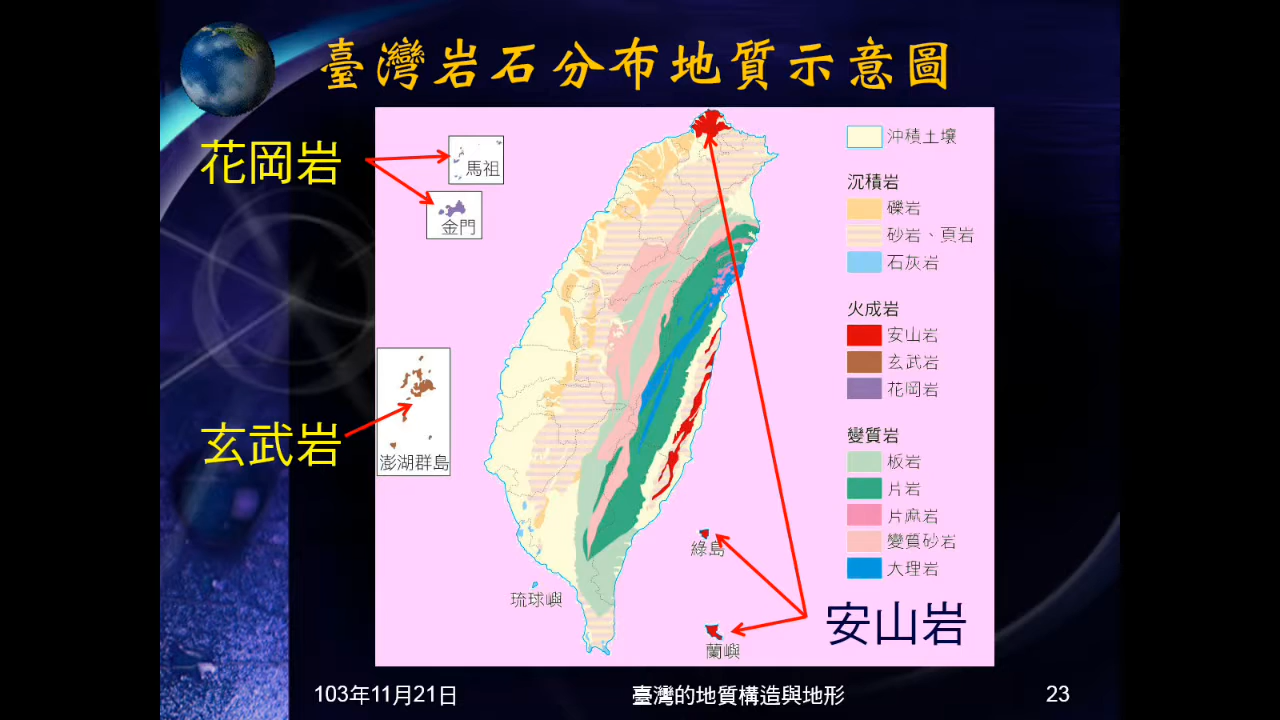 臺灣岩石分布地質示意圖
花岡岩
馬祖
金門
玄武岩
澎湖群島
琉球嶼
綠島
蘭嶼
安山岩
沖積土壤
沉積岩
礫岩
砂岩、頁岩
石灰岩
火成岩
安山岩
玄武岩
花岡岩
變質岩
板岩
片岩
片麻岩
變質砂岩
大理岩
103年11月21日
臺灣的地質構造與地形
23